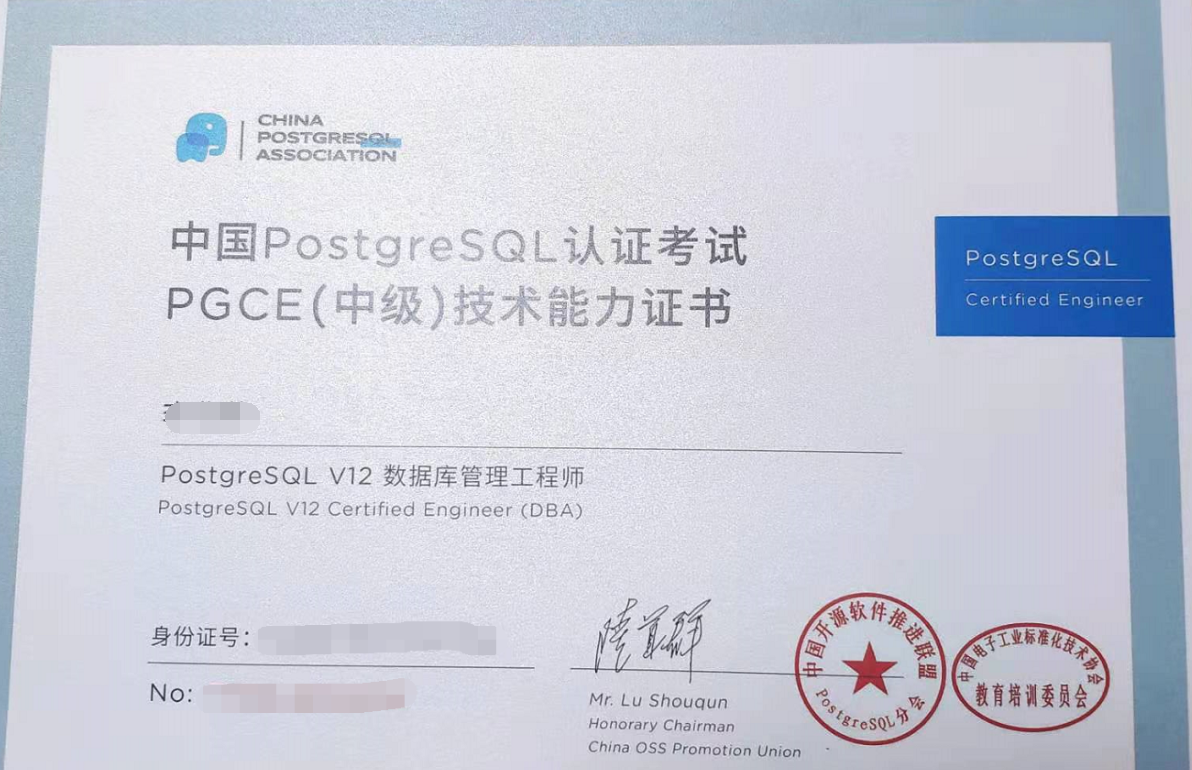 CHINA
POSTGRESQL
ASSOCIATION
中国PostgreSQL认证考试
PGCE(中级)技术能力证书
PostgreSQL
Certified Engineer
PostgreSQL V12 数据库管理工程师
PostgreSQL V12 Certified Engineer (DBA)
身份证号:
No:
陆首群
Mr. Lu Shouqun
Honorary Chairman
China OSS Promotion Union
中国开源软件推进联盟
PostgreSQL分会
中国电子工业标准化技术协会
教育培训委员会